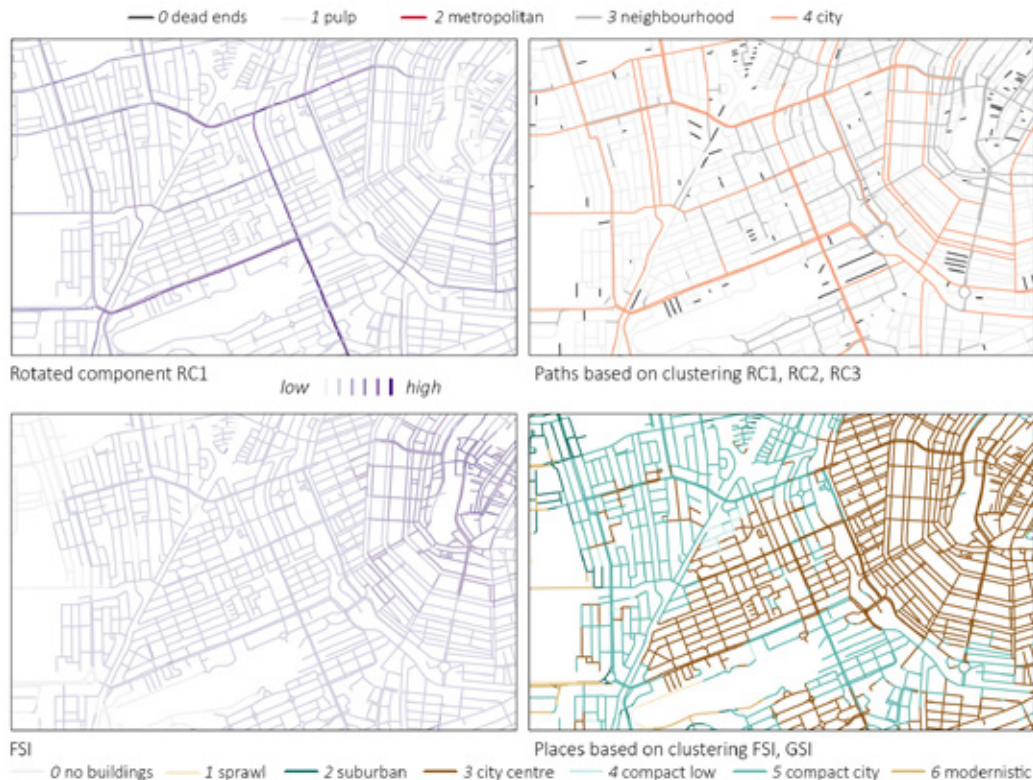 0 dead ends 1 pulp 2 metropolitan 3 neighbourhood 4 city
Rotated component RC1
low high
Paths based on clustering RC1, RC2, RC3
FSI
Places based on clustering FSI, GSI
0 no buildings 1 sprawl 2 suburban 3 city centre 4 compact low 5 compact city 6 modernictic